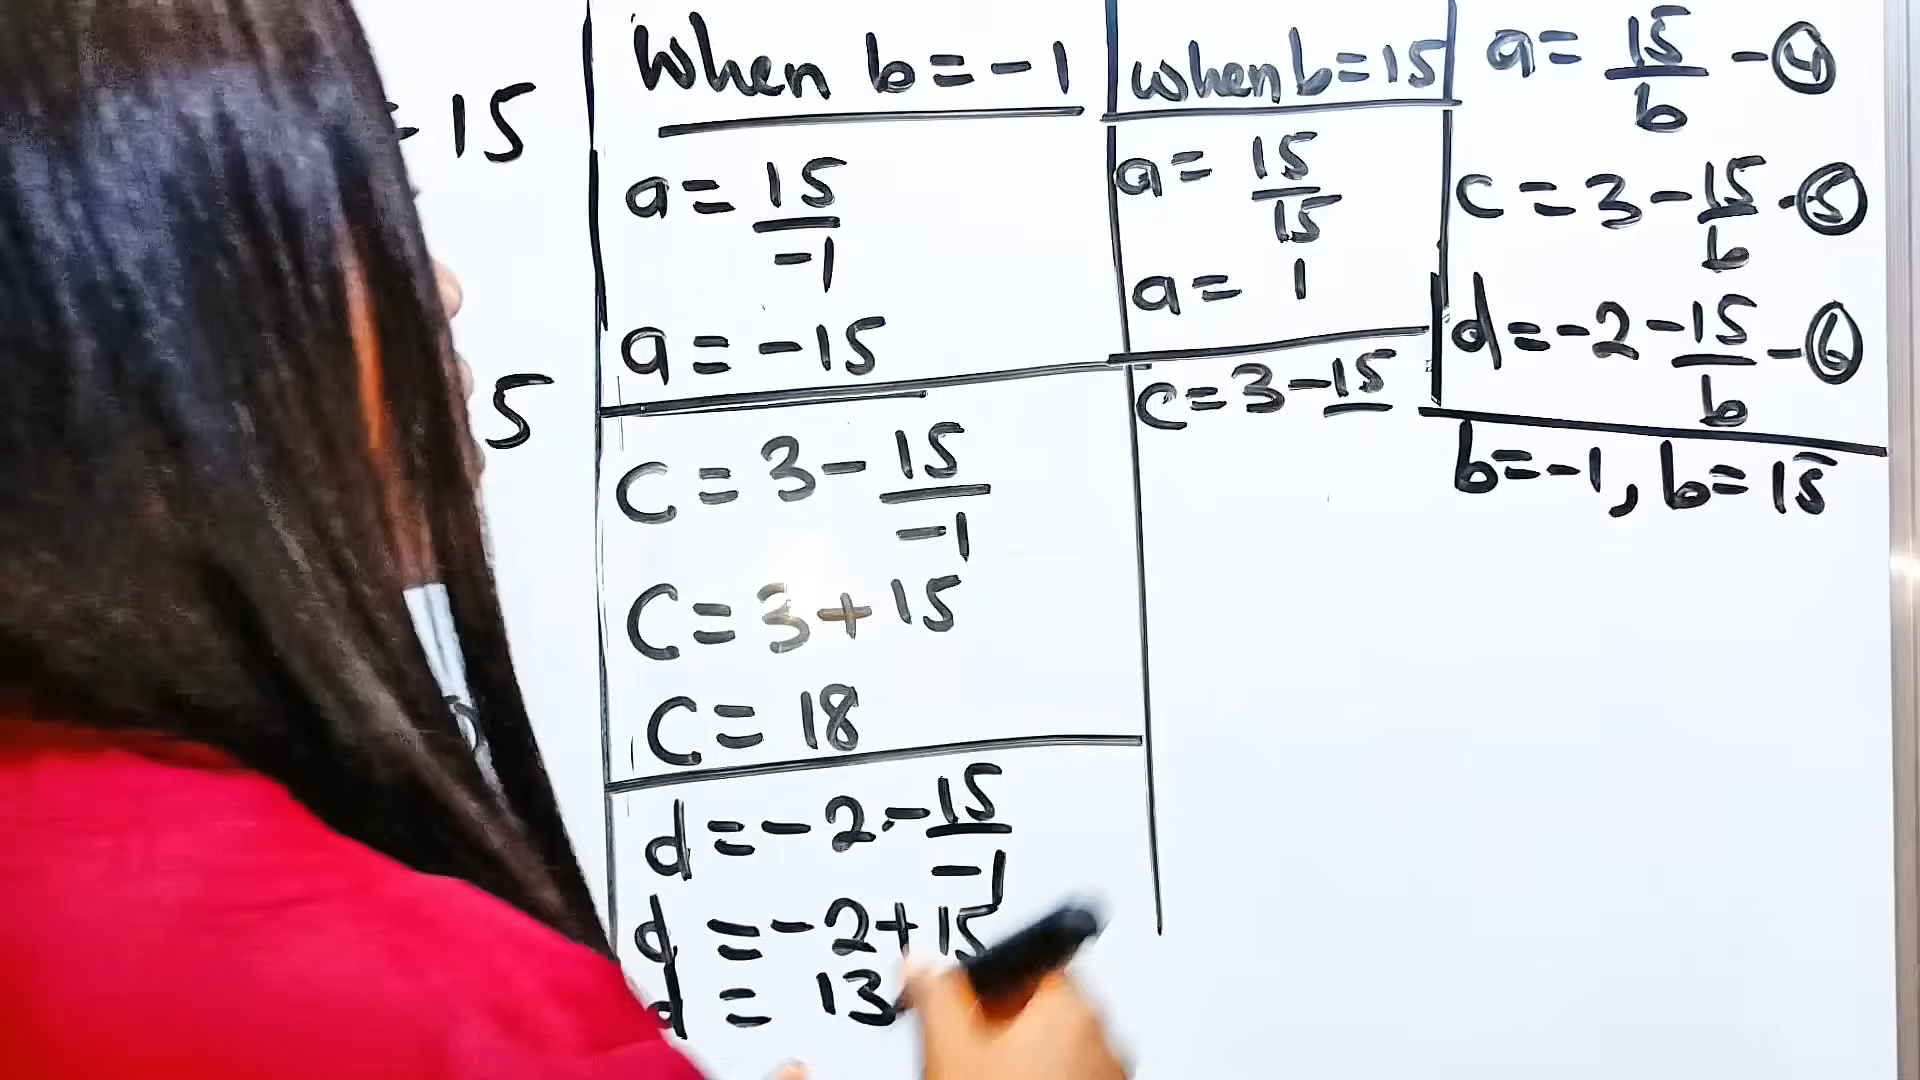 = 15
5
When b = -1
a = 15/-1
a = -15
C = 3 - 15/-1
C = 3 + 15
C = 18
d = -2 - 15/-1
d = -2 + 15
d = 13
when b = 15
a = 15/15
a = 1
C = 3 - 15
a = 15/b - ④
C = 3 - 15/b - ⑤
d = -2 - 15/b - ⑥
b = -1, b = 15